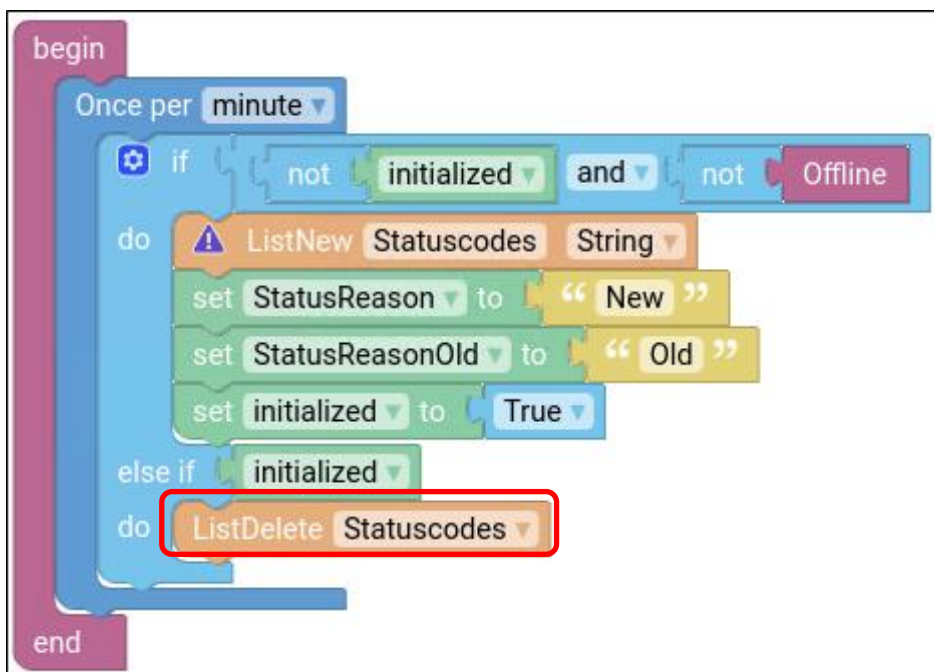 begin
Once per minute
if not initialized and not Offline
do ListNew Statuscodes String
set StatusReason to “ New ”
set StatusReasonOld to “ Old ”
set initialized to True
else if initialized
do ListDelete Statuscodes
end